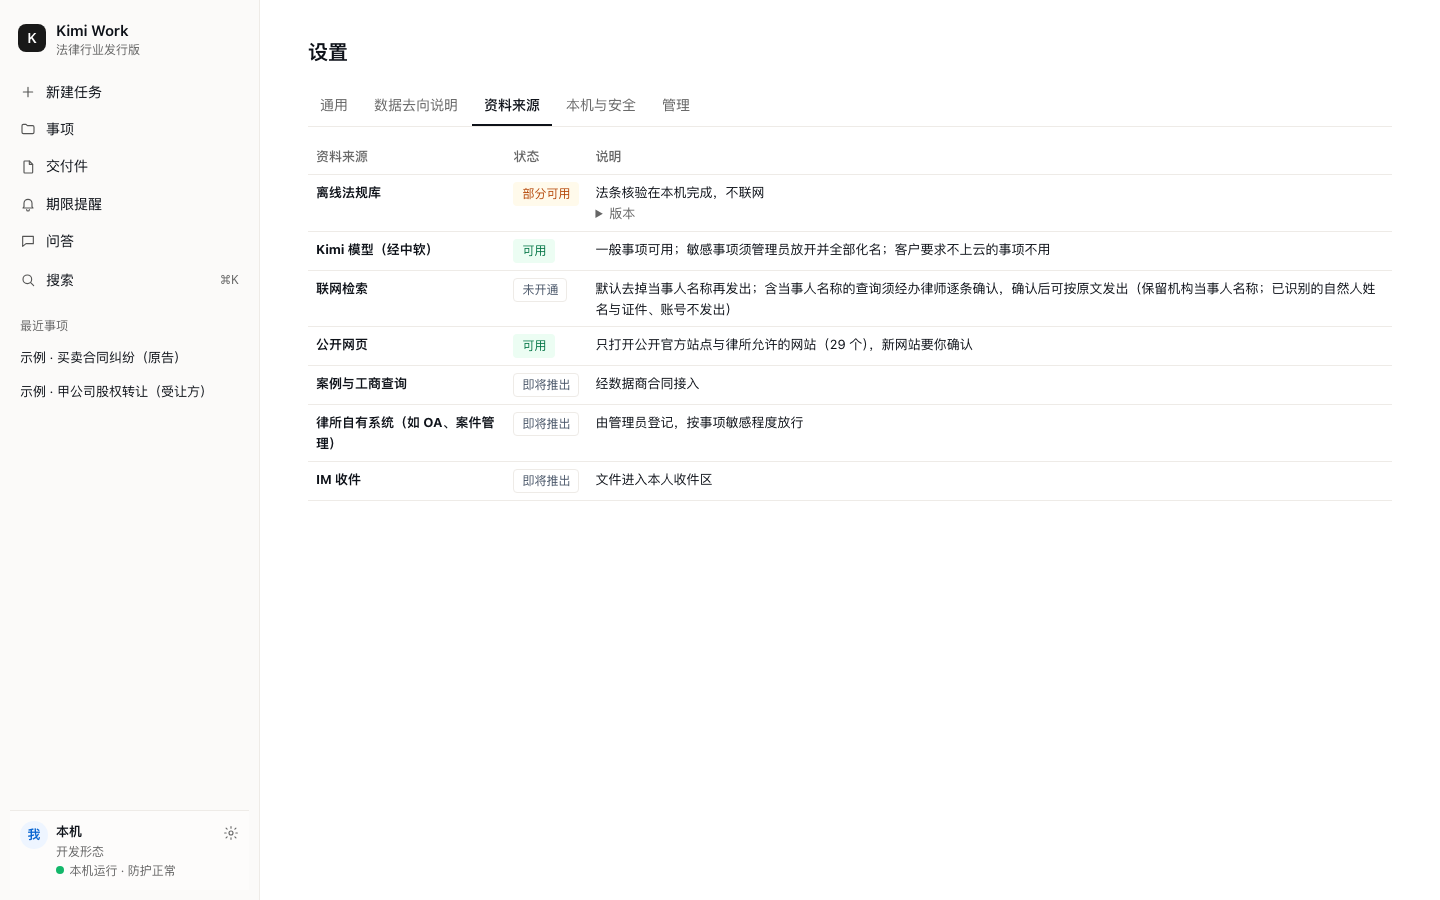 K
Kimi Work
法律行业发行版
新建任务
事项
交付件
期限提醒
问答
搜索 ⌘K
最近事项
示例 · 买卖合同纠纷（原告）
示例 · 甲公司股权转让（受让方）
我
本机
开发形态
本机运行 · 防护正常
设置
通用 数据去向说明 资料来源 本机与安全 管理
资料来源 状态 说明
离线法规库 部分可用 法条核验在本机完成，不联网
▶ 版本
Kimi 模型（经中软） 可用 一般事项可用；敏感事项须管理员放开并全部化名；客户要求不上云的事项不用
联网检索 未开通 默认去掉当事人名称再发出；含当事人名称的查询须经办律师逐条确认，确认后可按原文发出（保留机构当事人名称；已识别的自然人姓
名与证件、账号不发出）
公开网页 可用 只打开公开官方站点与律所允许的网站（29 个），新网站要你确认
案例与工商查询 即将推出 经数据商合同接入
律所自有系统（如 OA、案件管 即将推出 由管理员登记，按事项敏感程度放行
理）
IM 收件 即将推出 文件进入本人收件区